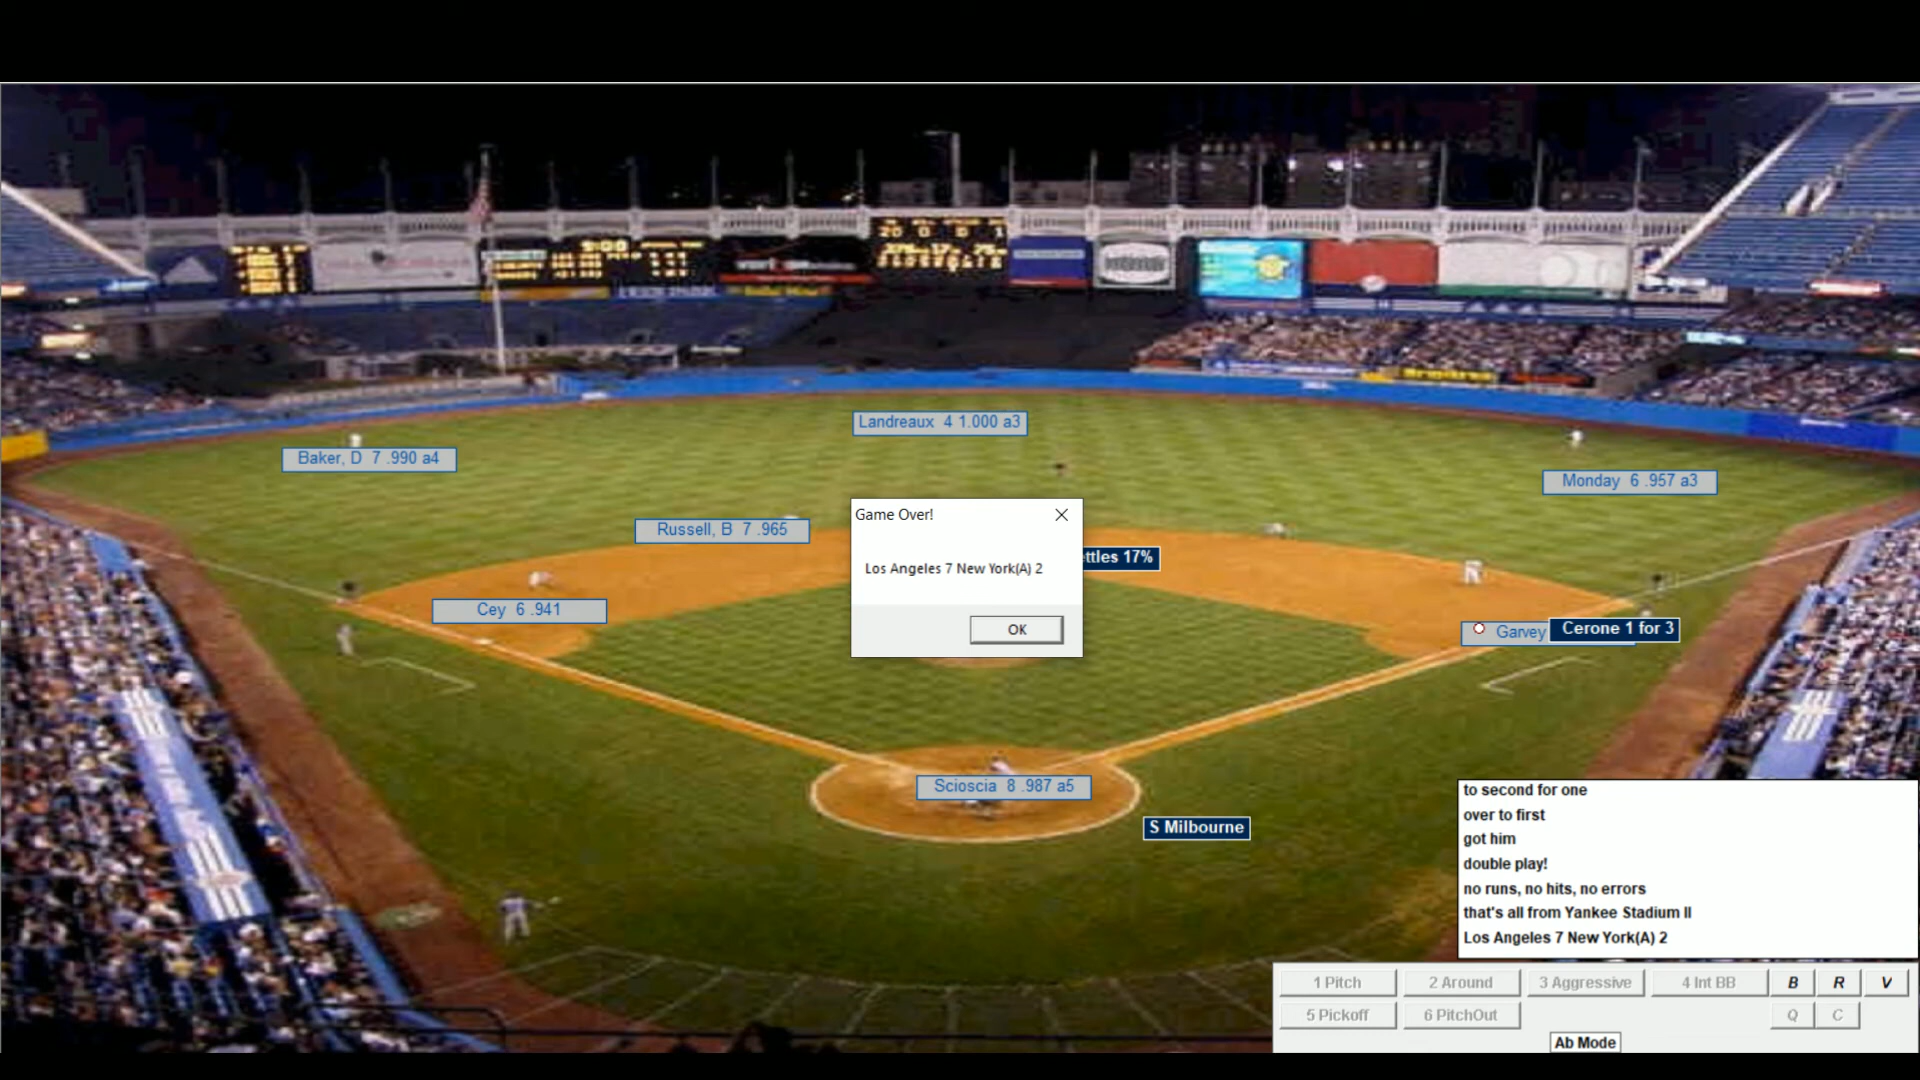 Landreaux 4 1.000 a3
Baker, D 7 .990 a4
Monday 6 .957 a3
Russell, B 7 .965
Game Over!
Los Angeles 7 New York(A) 2
OK
ttles 17%
Cey 6 .941
Garvey
Cerone 1 for 3
Scioscia 8 .987 a5
S Milbourne
to second for one
over to first
got him
double play!
no runs, no hits, no errors
that's all from Yankee Stadium II
Los Angeles 7 New York(A) 2
1 Pitch 2 Around 3 Aggressive 4 Int BB B R V
5 Pickoff 6 PitchOut Q C
Ab Mode